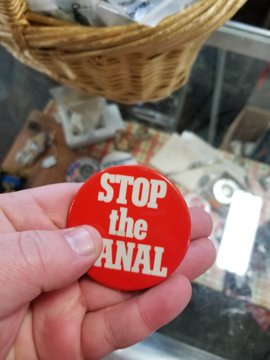 STOP
the
ANAL